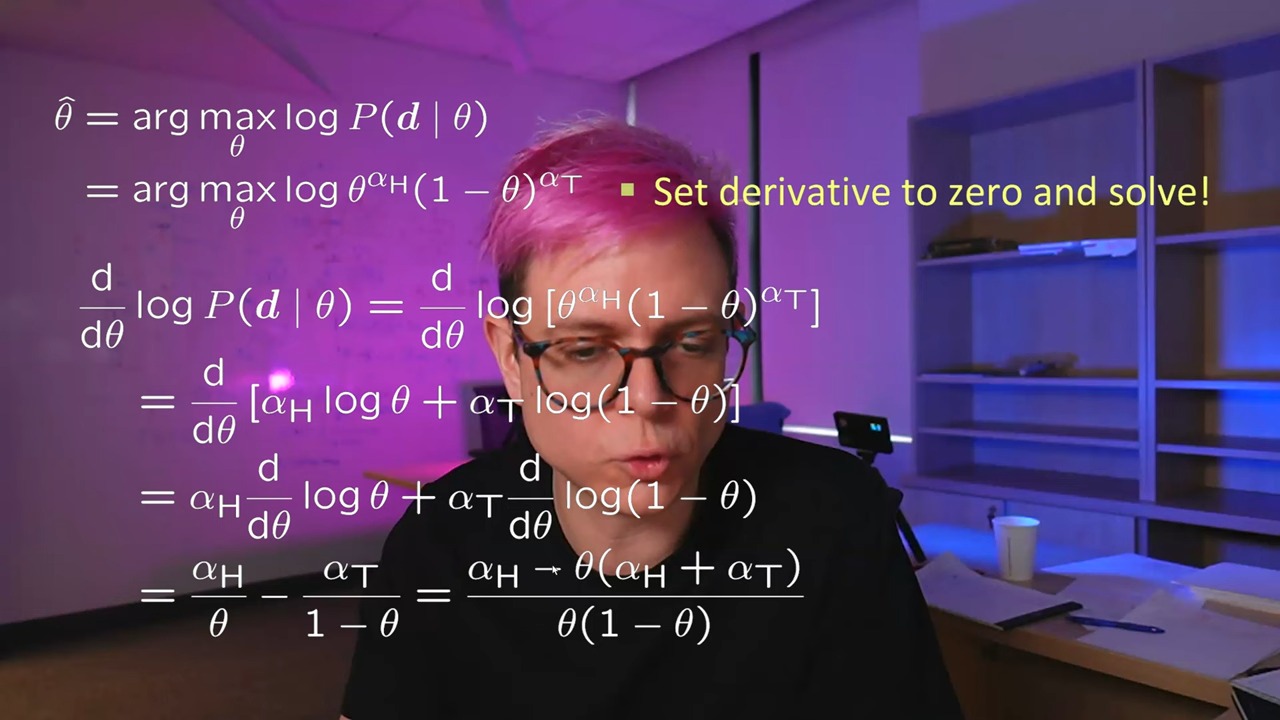 θ̂ = arg max_θ log P(d | θ)
= arg max_θ log θ^{α_H}(1 − θ)^{α_T}
▪ Set derivative to zero and solve!
d/dθ log P(d | θ) = d/dθ log [θ^{α_H}(1 − θ)^{α_T}]
= d/dθ [α_H log θ + α_T log(1 − θ)]
= α_H d/dθ log θ + α_T d/dθ log(1 − θ)
= α_H/θ − α_T/(1 − θ) = (α_H − θ(α_H + α_T))/(θ(1 − θ))